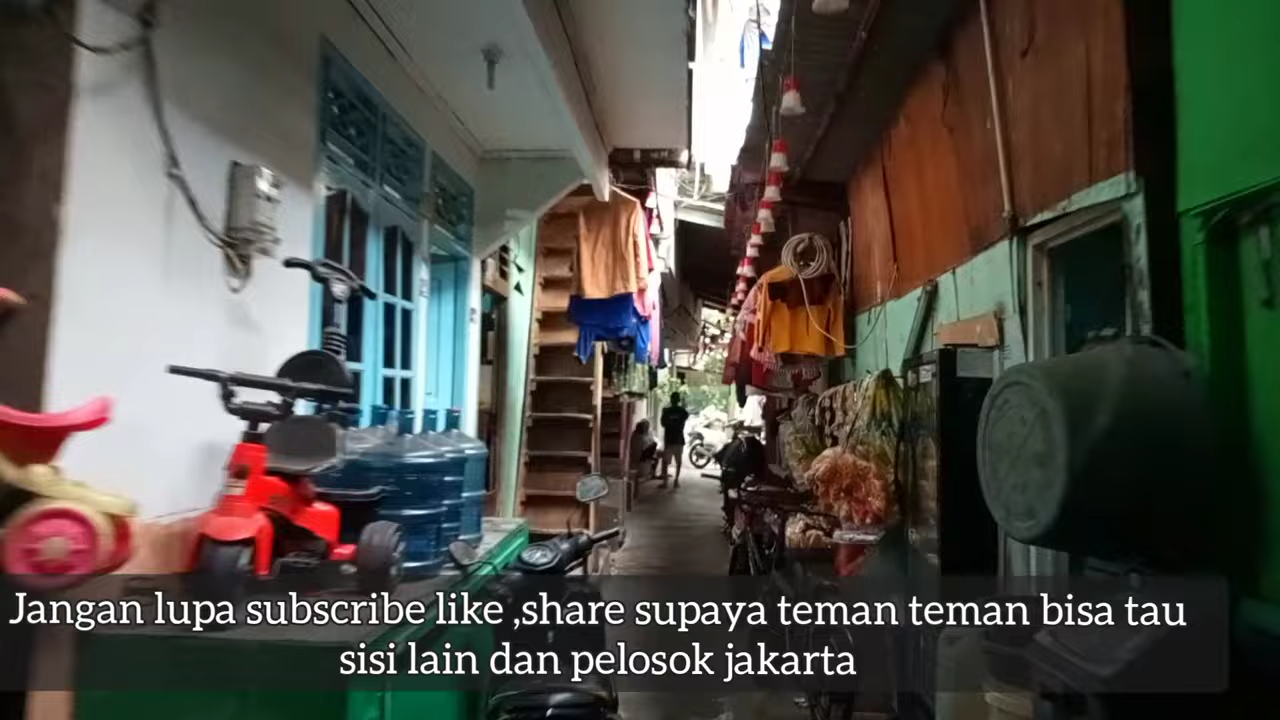 Jangan lupa subscribe like ,share supaya teman teman bisa tau
sisi lain dan pelosok jakarta